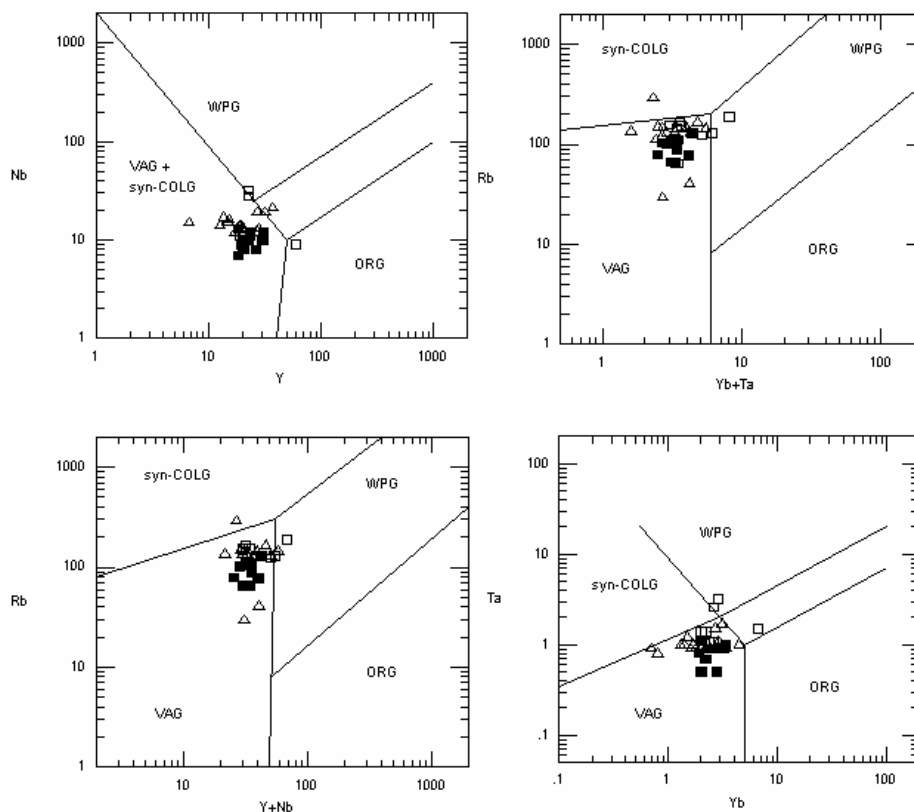 1000
100
10
1
Nb
WPG
VAG +
syn-COLG
ORG
1
10
100
1000
Y
1000
100
10
1
Rb
syn-COLG
WPG
VAG
ORG
1
10
100
Yb+Ta
1000
100
10
1
Rb
syn-COLG
WPG
VAG
ORG
10
100
1000
Y+Nb
100
10
1
.1
Ta
WPG
syn-COLG
VAG
ORG
.1
1
10
100
Yb